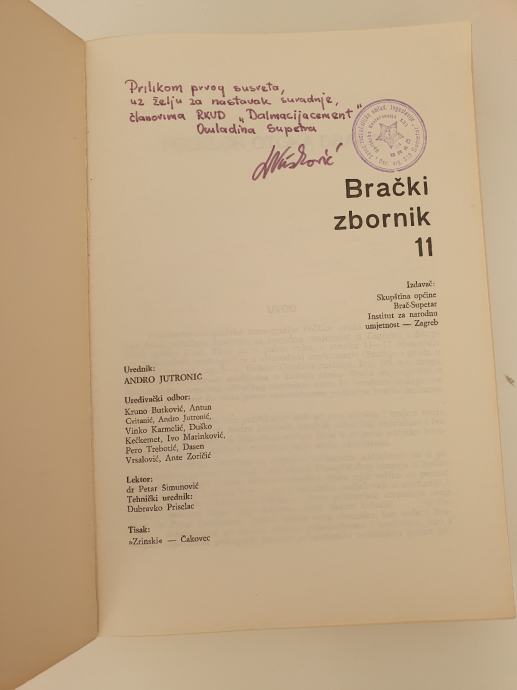 Prilikom prvog susreta,
uz želju za nastavak suradnje,
članovima RKUD „Dalmacijacement"
Omladina Supetra
Brački
zbornik
11
Izdavač:
Skupština općine
Brač-Supetar
Institut za narodnu
umjetnost — Zagreb
Urednik:
ANDRO JUTRONIĆ
Uređivački odbor:
Kruno Butković, Antun
Cvitanić, Andro Jutronić,
Vinko Karmelić, Duško
Kečkemet, Ivo Marinković,
Pero Trebotić, Dasen
Vrsalović, Ante Zoričić
Lektor:
dr Petar Šimunović
Tehnički urednik:
Dubravko Priselac
Tisak:
»Zrinski« — Čakovec